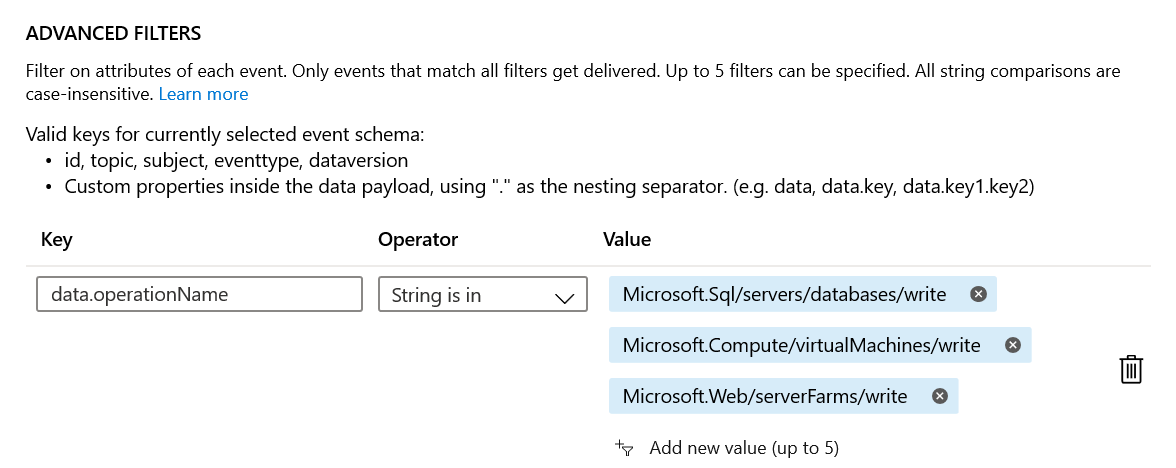 ADVANCED FILTERS
Filter on attributes of each event. Only events that match all filters get delivered. Up to 5 filters can be specified. All string comparisons are
case-insensitive. Learn more
Valid keys for currently selected event schema:
• id, topic, subject, eventtype, dataversion
• Custom properties inside the data payload, using "." as the nesting separator. (e.g. data, data.key, data.key1.key2)
Key Operator Value
data.operationName String is in Microsoft.Sql/servers/databases/write
Microsoft.Compute/virtualMachines/write
Microsoft.Web/serverFarms/write
Add new value (up to 5)